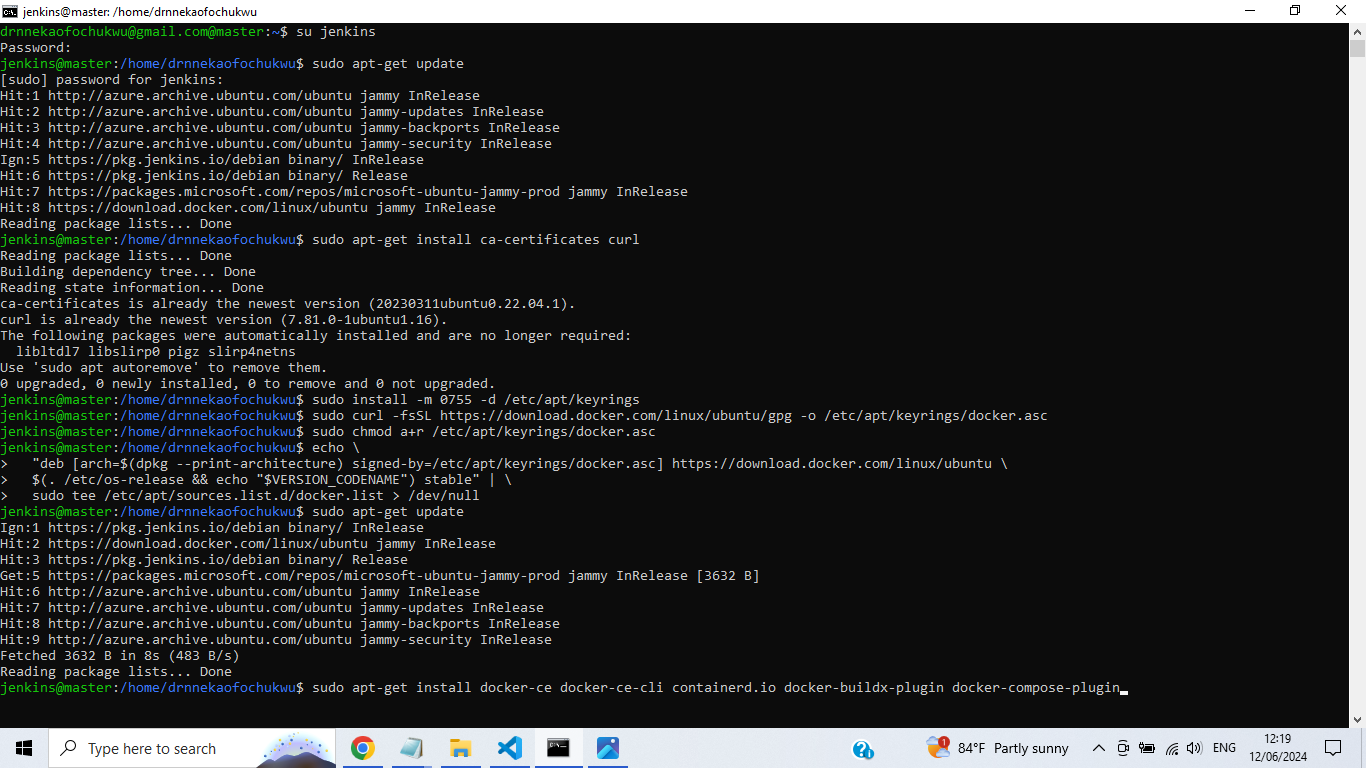 jenkins@master: /home/drnnekaofochukwu
drnnekaofochukwu@gmail.com@master:~$ su jenkins
Password:
jenkins@master:/home/drnnekaofochukwu$ sudo apt-get update
[sudo] password for jenkins:
Hit:1 http://azure.archive.ubuntu.com/ubuntu jammy InRelease
Hit:2 http://azure.archive.ubuntu.com/ubuntu jammy-updates InRelease
Hit:3 http://azure.archive.ubuntu.com/ubuntu jammy-backports InRelease
Hit:4 http://azure.archive.ubuntu.com/ubuntu jammy-security InRelease
Ign:5 https://pkg.jenkins.io/debian binary/ InRelease
Hit:6 https://pkg.jenkins.io/debian binary/ Release
Hit:7 https://packages.microsoft.com/repos/microsoft-ubuntu-jammy-prod jammy InRelease
Hit:8 https://download.docker.com/linux/ubuntu jammy InRelease
Reading package lists... Done
jenkins@master:/home/drnnekaofochukwu$ sudo apt-get install ca-certificates curl
Reading package lists... Done
Building dependency tree... Done
Reading state information... Done
ca-certificates is already the newest version (20230311ubuntu0.22.04.1).
curl is already the newest version (7.81.0-1ubuntu1.16).
The following packages were automatically installed and are no longer required:
  libltdl7 libslirp0 pigz slirp4netns
Use 'sudo apt autoremove' to remove them.
0 upgraded, 0 newly installed, 0 to remove and 0 not upgraded.
jenkins@master:/home/drnnekaofochukwu$ sudo install -m 0755 -d /etc/apt/keyrings
jenkins@master:/home/drnnekaofochukwu$ sudo curl -fsSL https://download.docker.com/linux/ubuntu/gpg -o /etc/apt/keyrings/docker.asc
jenkins@master:/home/drnnekaofochukwu$ sudo chmod a+r /etc/apt/keyrings/docker.asc
jenkins@master:/home/drnnekaofochukwu$ echo \
>   "deb [arch=$(dpkg --print-architecture) signed-by=/etc/apt/keyrings/docker.asc] https://download.docker.com/linux/ubuntu \
>   $(. /etc/os-release && echo "$VERSION_CODENAME") stable" | \
>   sudo tee /etc/apt/sources.list.d/docker.list > /dev/null
jenkins@master:/home/drnnekaofochukwu$ sudo apt-get update
Ign:1 https://pkg.jenkins.io/debian binary/ InRelease
Hit:2 https://download.docker.com/linux/ubuntu jammy InRelease
Hit:3 https://pkg.jenkins.io/debian binary/ Release
Get:5 https://packages.microsoft.com/repos/microsoft-ubuntu-jammy-prod jammy InRelease [3632 B]
Hit:6 http://azure.archive.ubuntu.com/ubuntu jammy InRelease
Hit:7 http://azure.archive.ubuntu.com/ubuntu jammy-updates InRelease
Hit:8 http://azure.archive.ubuntu.com/ubuntu jammy-backports InRelease
Hit:9 http://azure.archive.ubuntu.com/ubuntu jammy-security InRelease
Fetched 3632 B in 8s (483 B/s)
Reading package lists... Done
jenkins@master:/home/drnnekaofochukwu$ sudo apt-get install docker-ce docker-ce-cli containerd.io docker-buildx-plugin docker-compose-plugin
Type here to search
1
84°F Partly sunny
ENG
12:19
12/06/2024